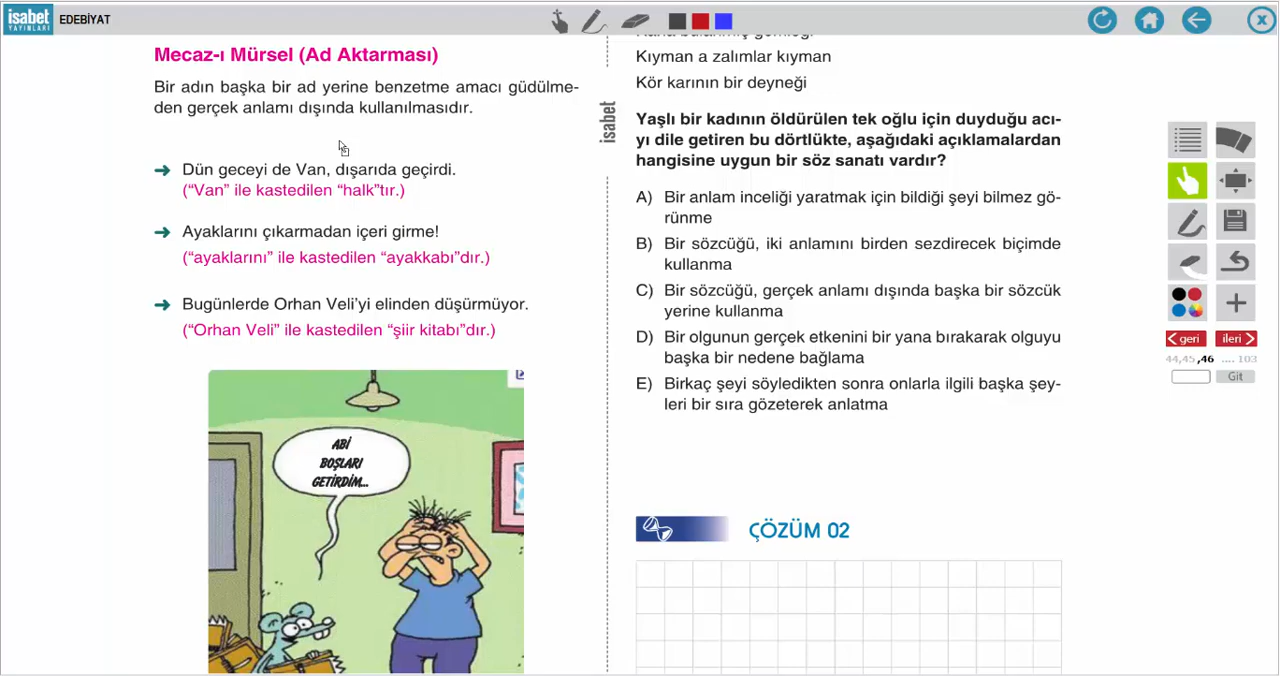 isabet
YAYINLARI
EDEBİYAT
Mecaz-ı Mürsel (Ad Aktarması)
Bir adın başka bir ad yerine benzetme amacı güdülme-
den gerçek anlamı dışında kullanılmasıdır.
Dün geceyi de Van, dışarıda geçirdi.
(“Van” ile kastedilen “halk”tır.)
Ayaklarını çıkarmadan içeri girme!
(“ayaklarını” ile kastedilen “ayakkabı”dır.)
Bugünlerde Orhan Veli’yi elinden düşürmüyor.
(“Orhan Veli” ile kastedilen “şiir kitabı”dır.)
ABİ
BOŞLARI
GETİRDİM...
isabet
Kıyman a zalımlar kıyman
Kör karının bir deyneği
Yaşlı bir kadının öldürülen tek oğlu için duyduğu acı-
yı dile getiren bu dörtlükte, aşağıdaki açıklamalardan
hangisine uygun bir söz sanatı vardır?
A) Bir anlam inceliği yaratmak için bildiği şeyi bilmez gö-
rünme
B) Bir sözcüğü, iki anlamını birden sezdirecek biçimde
kullanma
C) Bir sözcüğü, gerçek anlamı dışında başka bir sözcük
yerine kullanma
D) Bir olgunun gerçek etkenini bir yana bırakarak olguyu
başka bir nedene bağlama
E) Birkaç şeyi söyledikten sonra onlarla ilgili başka şey-
leri bir sıra gözeterek anlatma
ÇÖZÜM 02
geri
ileri
44,45,46 .... 103
Git